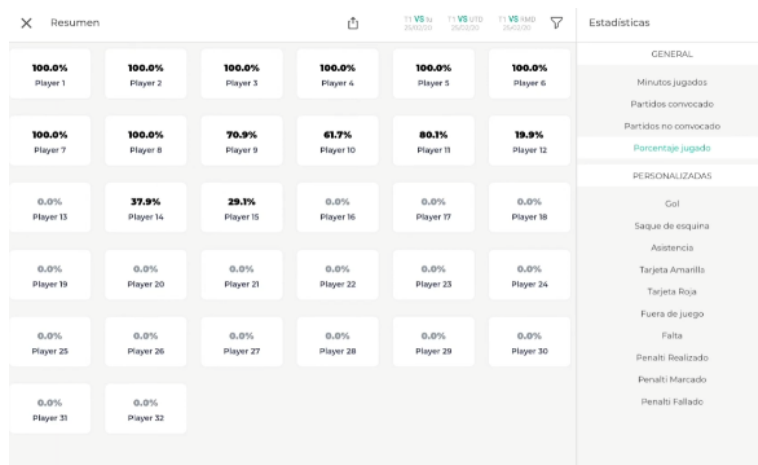 Resumen
T1 VS
T1 VS UTD
T1 VS RMD
Estadísticas
100.0% 100.0% 100.0% 100.0% 100.0% 100.0%
Player 1 Player 2 Player 3 Player 4 Player 5 Player 6
100.0% 100.0% 70.9% 61.7% 80.1% 19.9%
Player 7 Player 8 Player 9 Player 10 Player 11 Player 12
0.0% 37.9% 29.1% 0.0% 0.0% 0.0%
Player 13 Player 14 Player 15 Player 16 Player 17 Player 18
0.0% 0.0% 0.0% 0.0% 0.0% 0.0%
Player 19 Player 20 Player 21 Player 22 Player 23 Player 24
0.0% 0.0% 0.0% 0.0% 0.0% 0.0%
Player 25 Player 26 Player 27 Player 28 Player 29 Player 30
0.0% 0.0%
Player 31 Player 32
GENERAL
Minutos jugados
Partidos convocado
Partidos no convocado
Porcentaje jugado
PERSONALIZADAS
Gol
Saque de esquina
Asistencia
Tarjeta Amarilla
Tarjeta Roja
Fuera de juego
Falta
Penalti Realizado
Penalti Marcado
Penalti Fallado